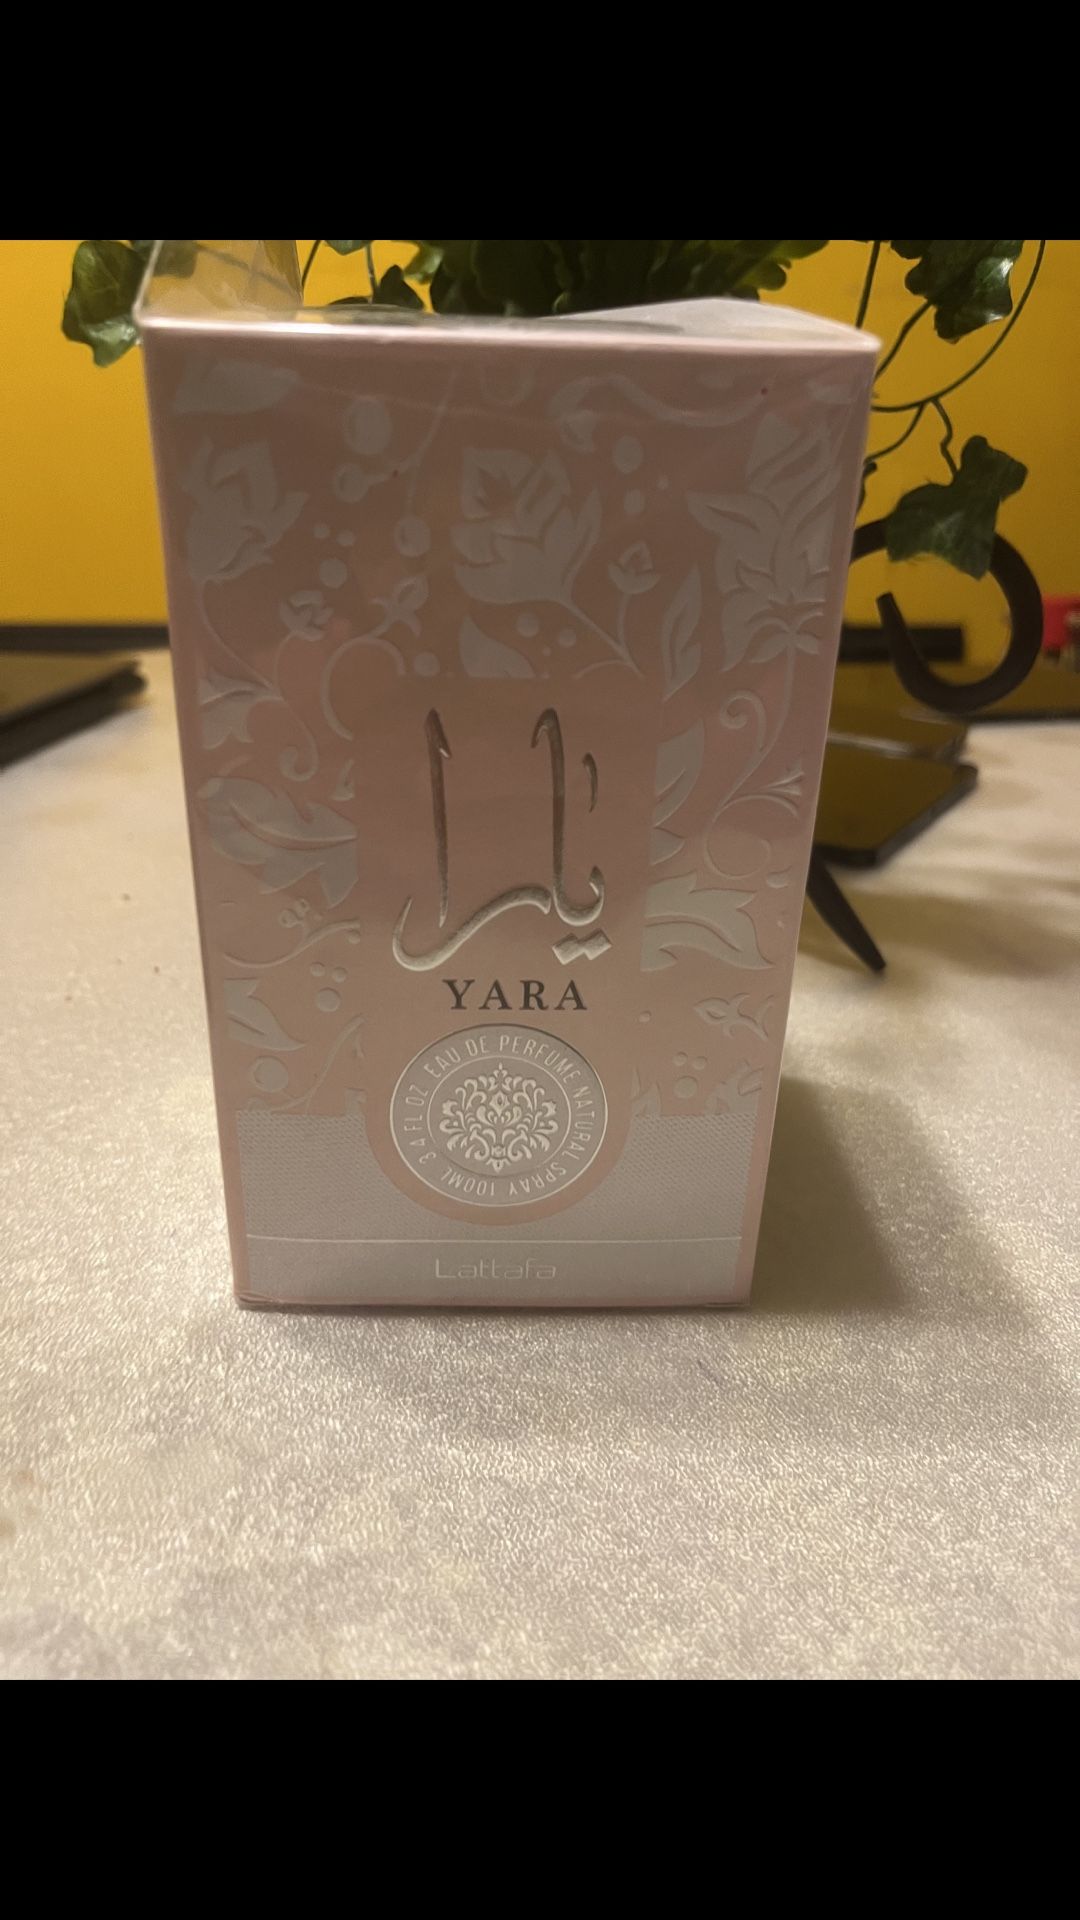 يارا
YARA
EAU DE PERFUME NATURAL SPRAY 100ML 3.4 FL OZ
Lattafa